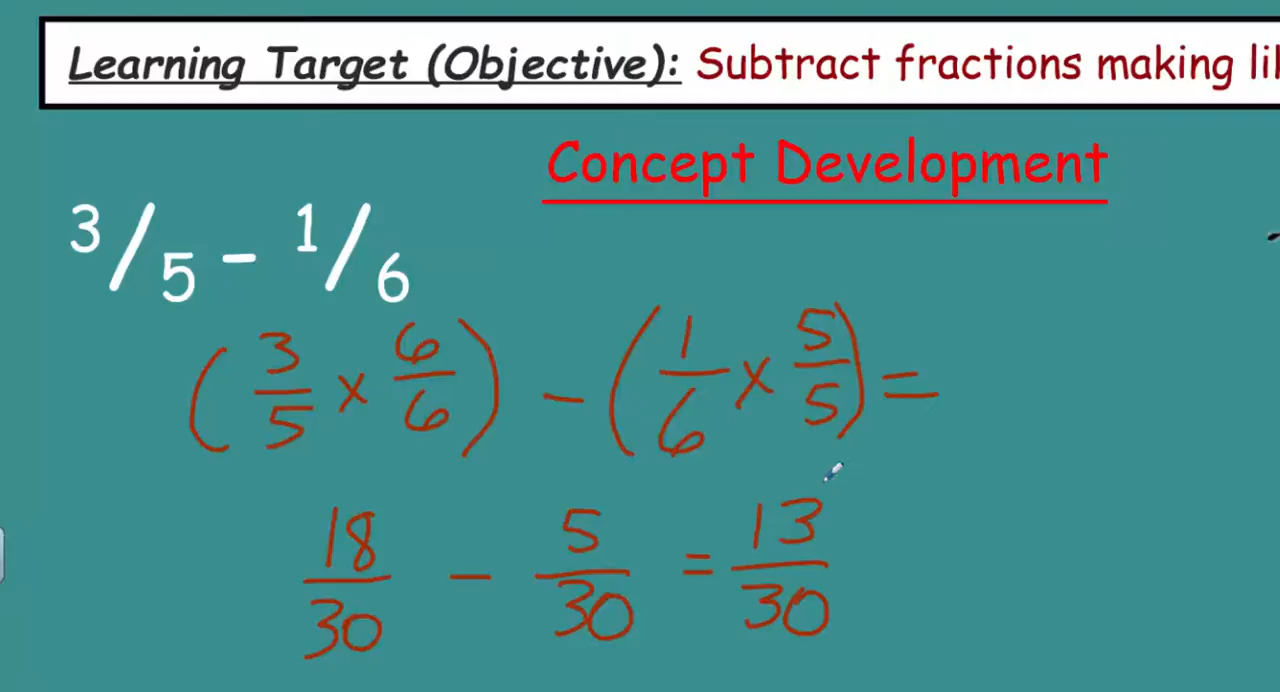 Learning Target (Objective): Subtract fractions making
Concept Development
3/5 - 1/6
(3/5 x 6/6) - (1/6 x 5/5) =
18/30 - 5/30 = 13/30